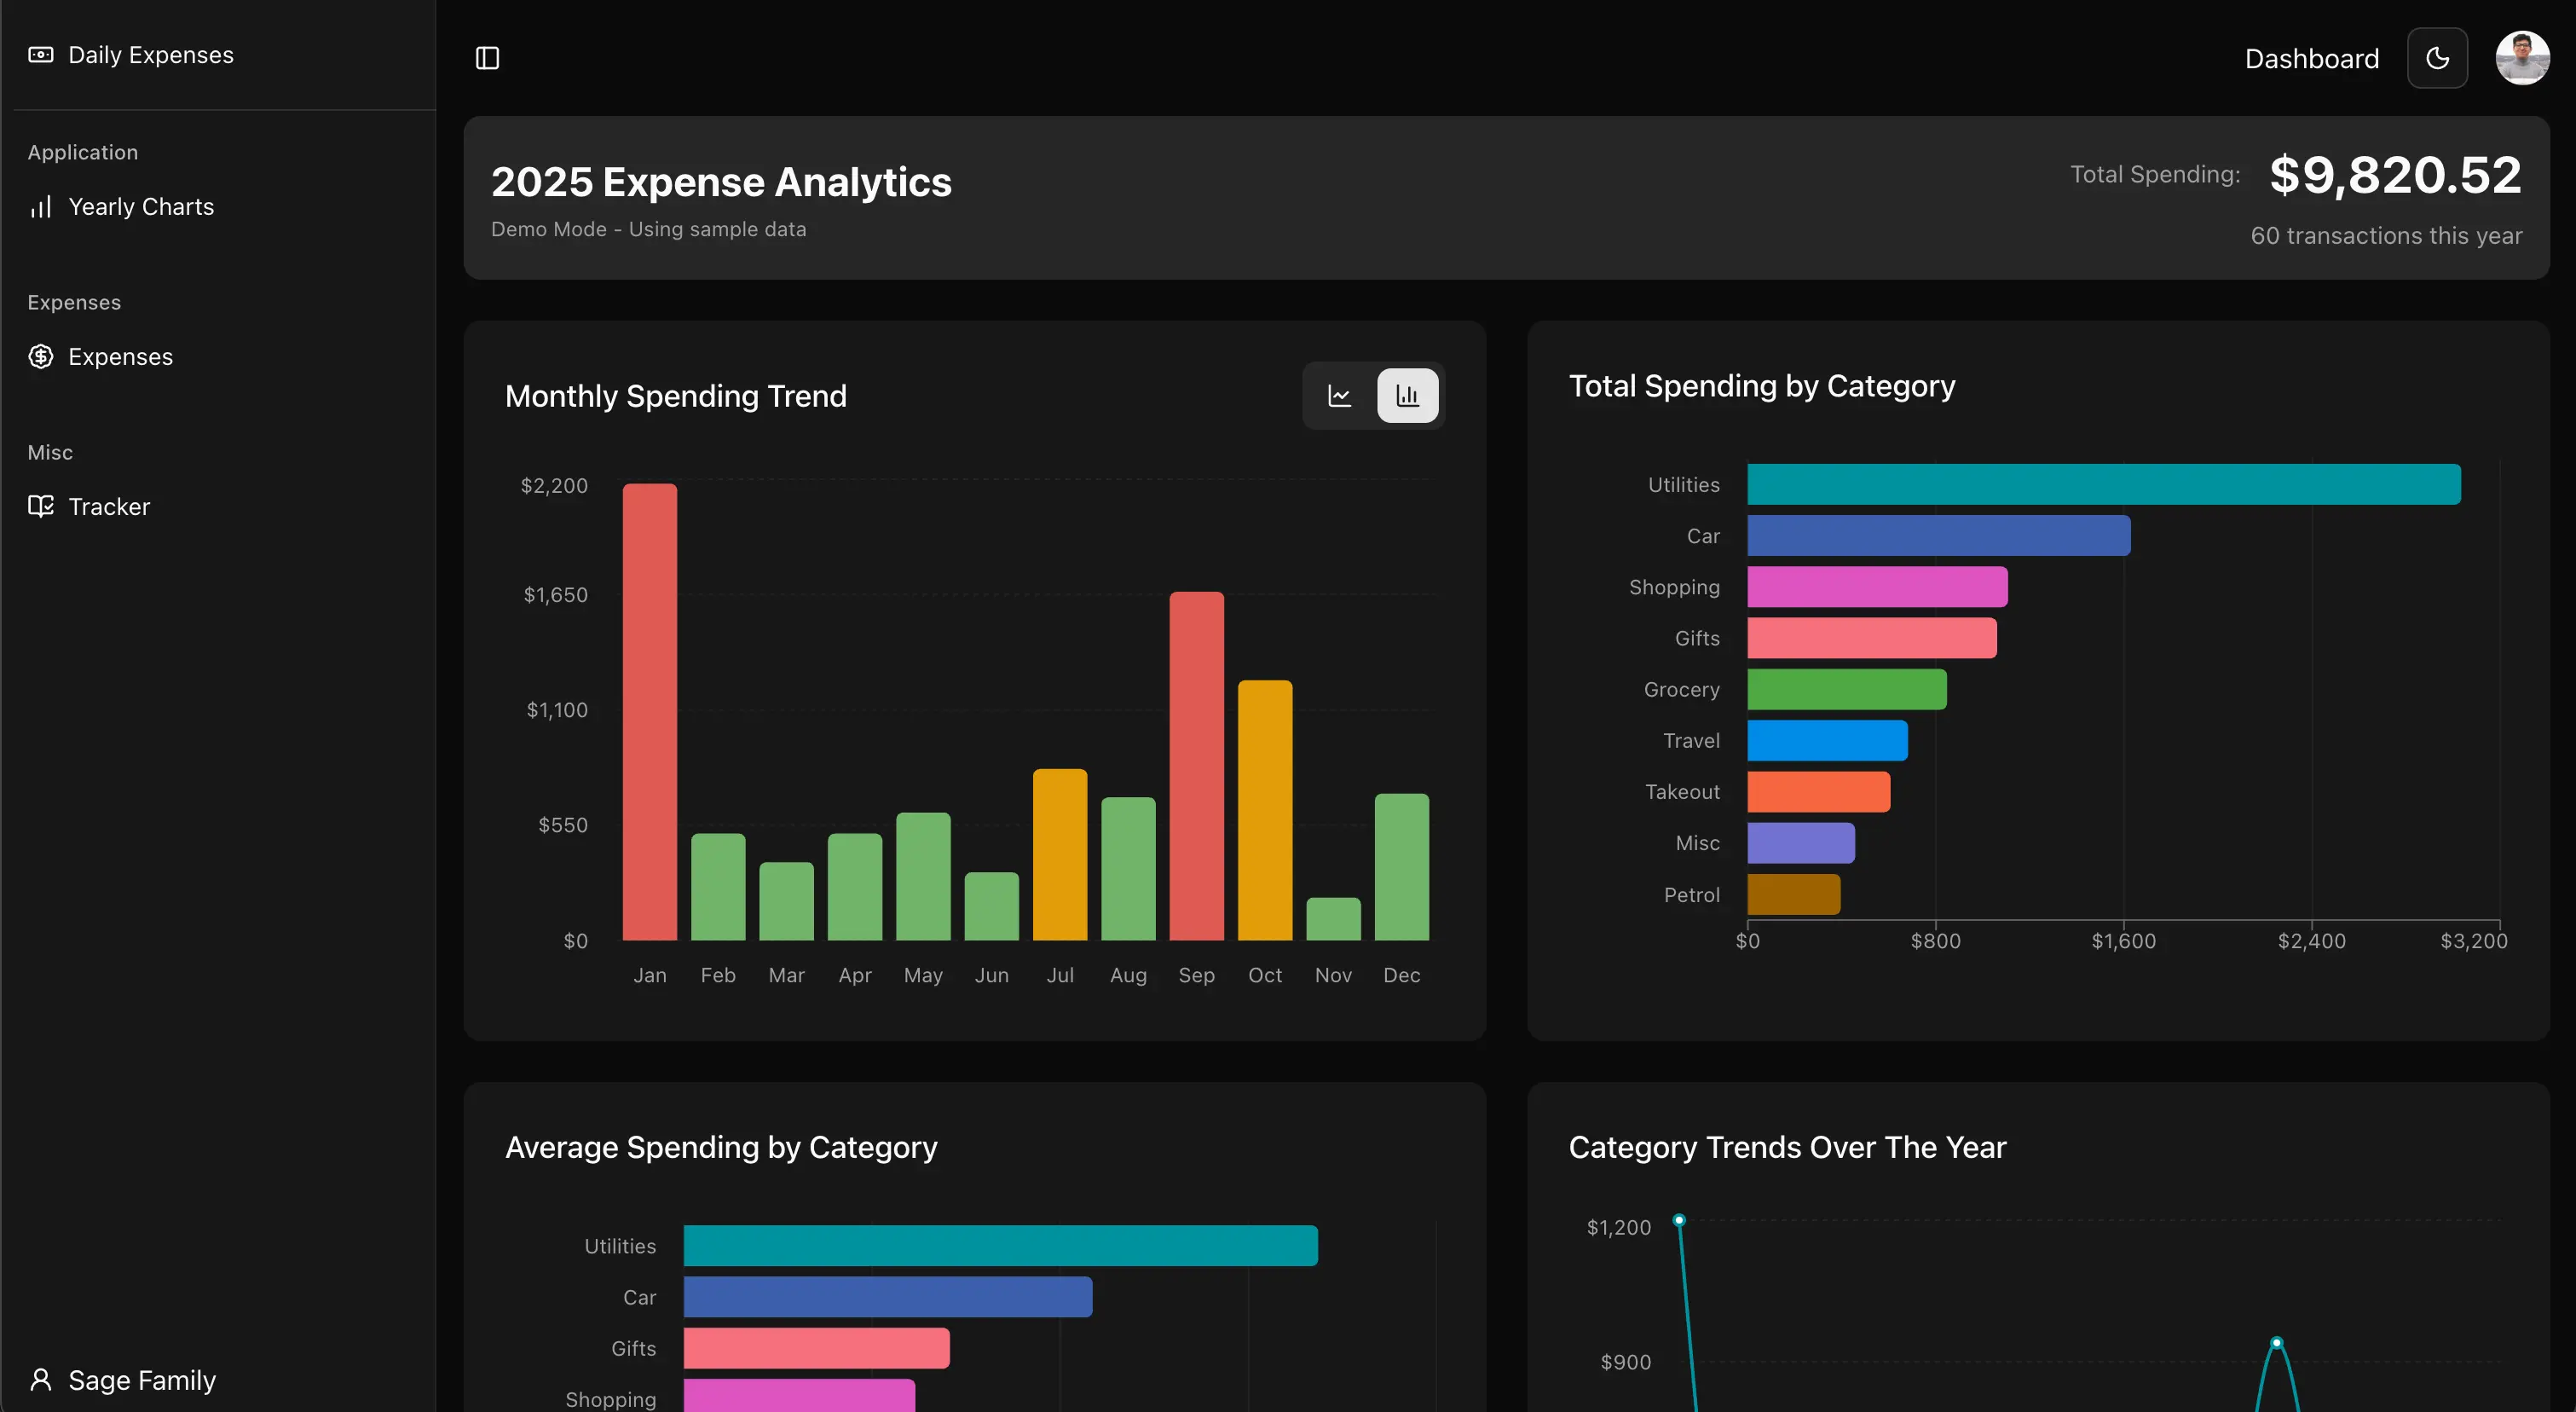 Daily Expenses
Application
Yearly Charts
Expenses
Expenses
Misc
Tracker
Sage Family
Dashboard
2025 Expense Analytics
Demo Mode - Using sample data
Total Spending: $9,820.52
60 transactions this year
Monthly Spending Trend
$2,200
$1,650
$1,100
$550
$0
Jan Feb Mar Apr May Jun Jul Aug Sep Oct Nov Dec
Total Spending by Category
Utilities
Car
Shopping
Gifts
Grocery
Travel
Takeout
Misc
Petrol
$0 $800 $1,600 $2,400 $3,200
Average Spending by Category
Utilities
Car
Gifts
Shopping
Category Trends Over The Year
$1,200
$900